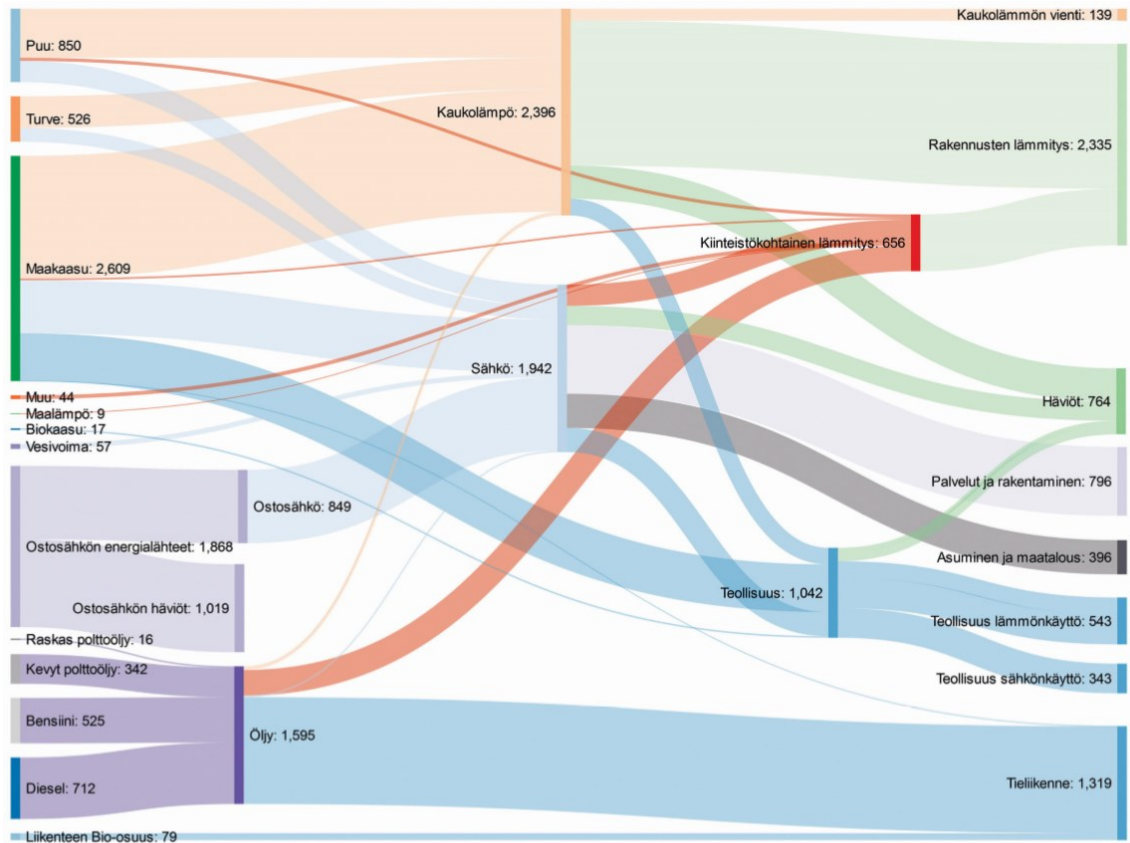 Puu: 850
Turve: 526
Maakaasu: 2,609
Muu: 44
Maalämpö: 9
Biokaasu: 17
Vesivoima: 57
Ostosähkön energialähteet: 1,868
Raskas polttoöljy: 16
Kevyt polttoöljy: 342
Bensiini: 525
Diesel: 712
Liikenteen Bio-osuus: 79
Ostosähkö: 849
Ostosähkön häviöt: 1,019
Öljy: 1,595
Kaukolämpö: 2,396
Sähkö: 1,942
Kiinteistökohtainen lämmitys: 656
Teollisuus: 1,042
Kaukolämmön vienti: 139
Rakennusten lämmitys: 2,335
Häviöt: 764
Palvelut ja rakentaminen: 796
Asuminen ja maatalous: 396
Teollisuus lämmönkäyttö: 543
Teollisuus sähkönkäyttö: 343
Tieliikenne: 1,319